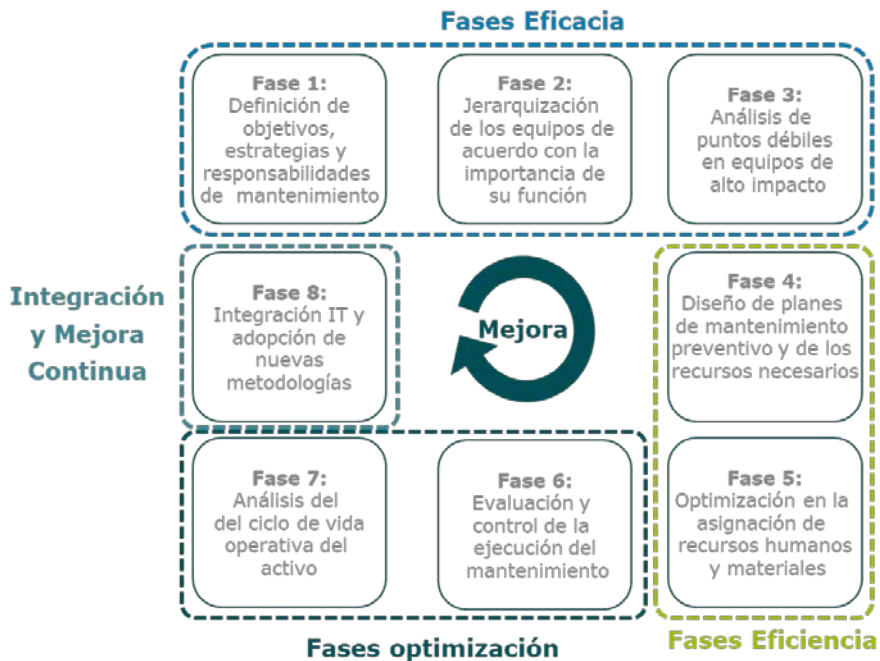 Fases Eficacia
Fase 1:
Definición de
objetivos,
estrategias y
responsabilidades
de mantenimiento
Fase 2:
Jerarquización
de los equipos de
acuerdo con la
importancia de
su función
Fase 3:
Análisis de
puntos débiles
en equipos de
alto impacto
Integración
y Mejora
Continua
Fase 8:
Integración IT y
adopción de
nuevas
metodologías
Mejora
Fase 4:
Diseño de planes
de mantenimiento
preventivo y de los
recursos necesarios
Fase 7:
Análisis del
del ciclo de vida
operativa del
activo
Fase 6:
Evaluación y
control de la
ejecución del
mantenimiento
Fase 5:
Optimización en la
asignación de
recursos humanos
y materiales
Fases optimización
Fases Eficiencia